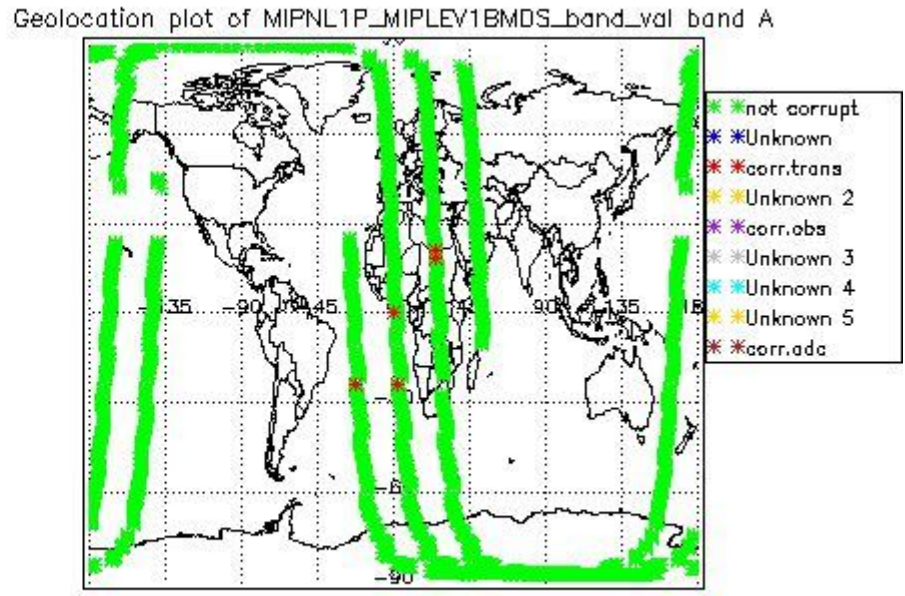 Geolocation plot of MIPNL1P_MIPLEV1BMDS_band_val band A
not corrupt
Unknown
corr.trans
Unknown 2
corr.obs
Unknown 3
Unknown 4
Unknown 5
corr.adc
-135
-90
-45
90
135
-90